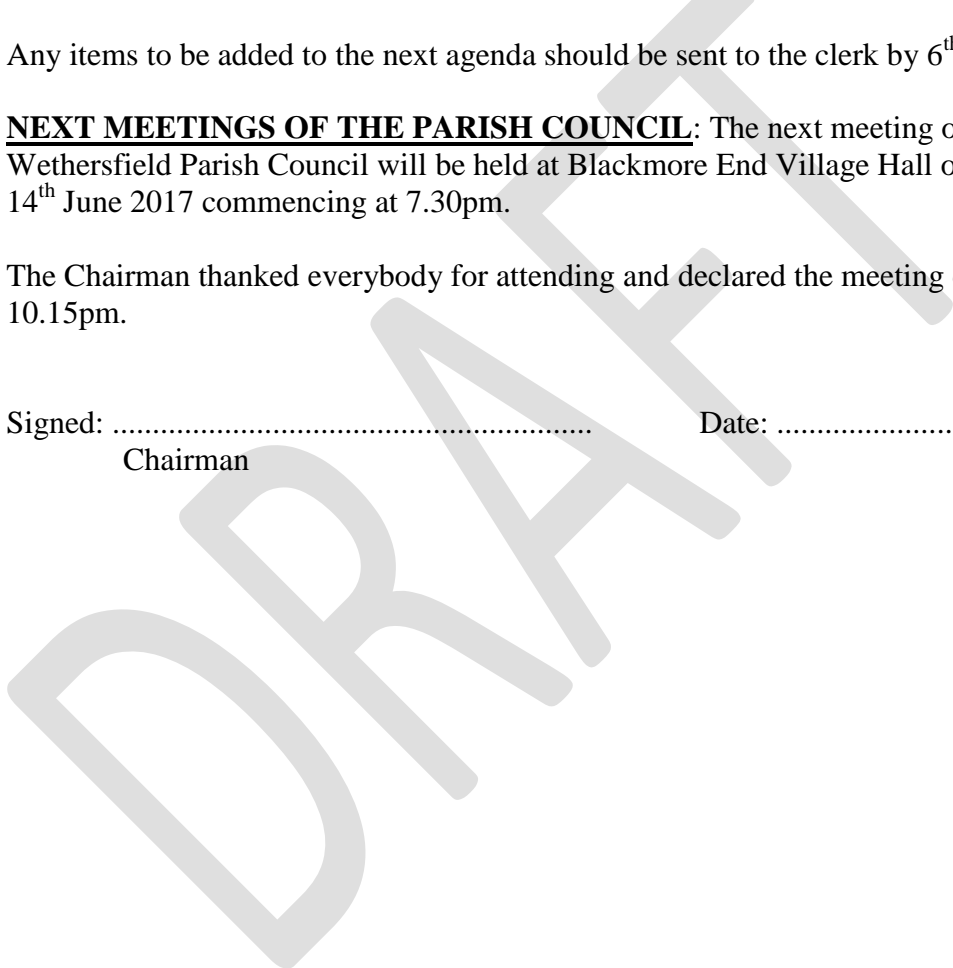 Any items to be added to the next agenda should be sent to the clerk by 6th
NEXT MEETINGS OF THE PARISH COUNCIL: The next meeting
Wethersfield Parish Council will be held at Blackmore End Village Hall
14th June 2017 commencing at 7.30pm.
The Chairman thanked everybody for attending and declared the meeting
10.15pm.
Signed: ............................................................ Date: ......................
Chairman
DRAFT